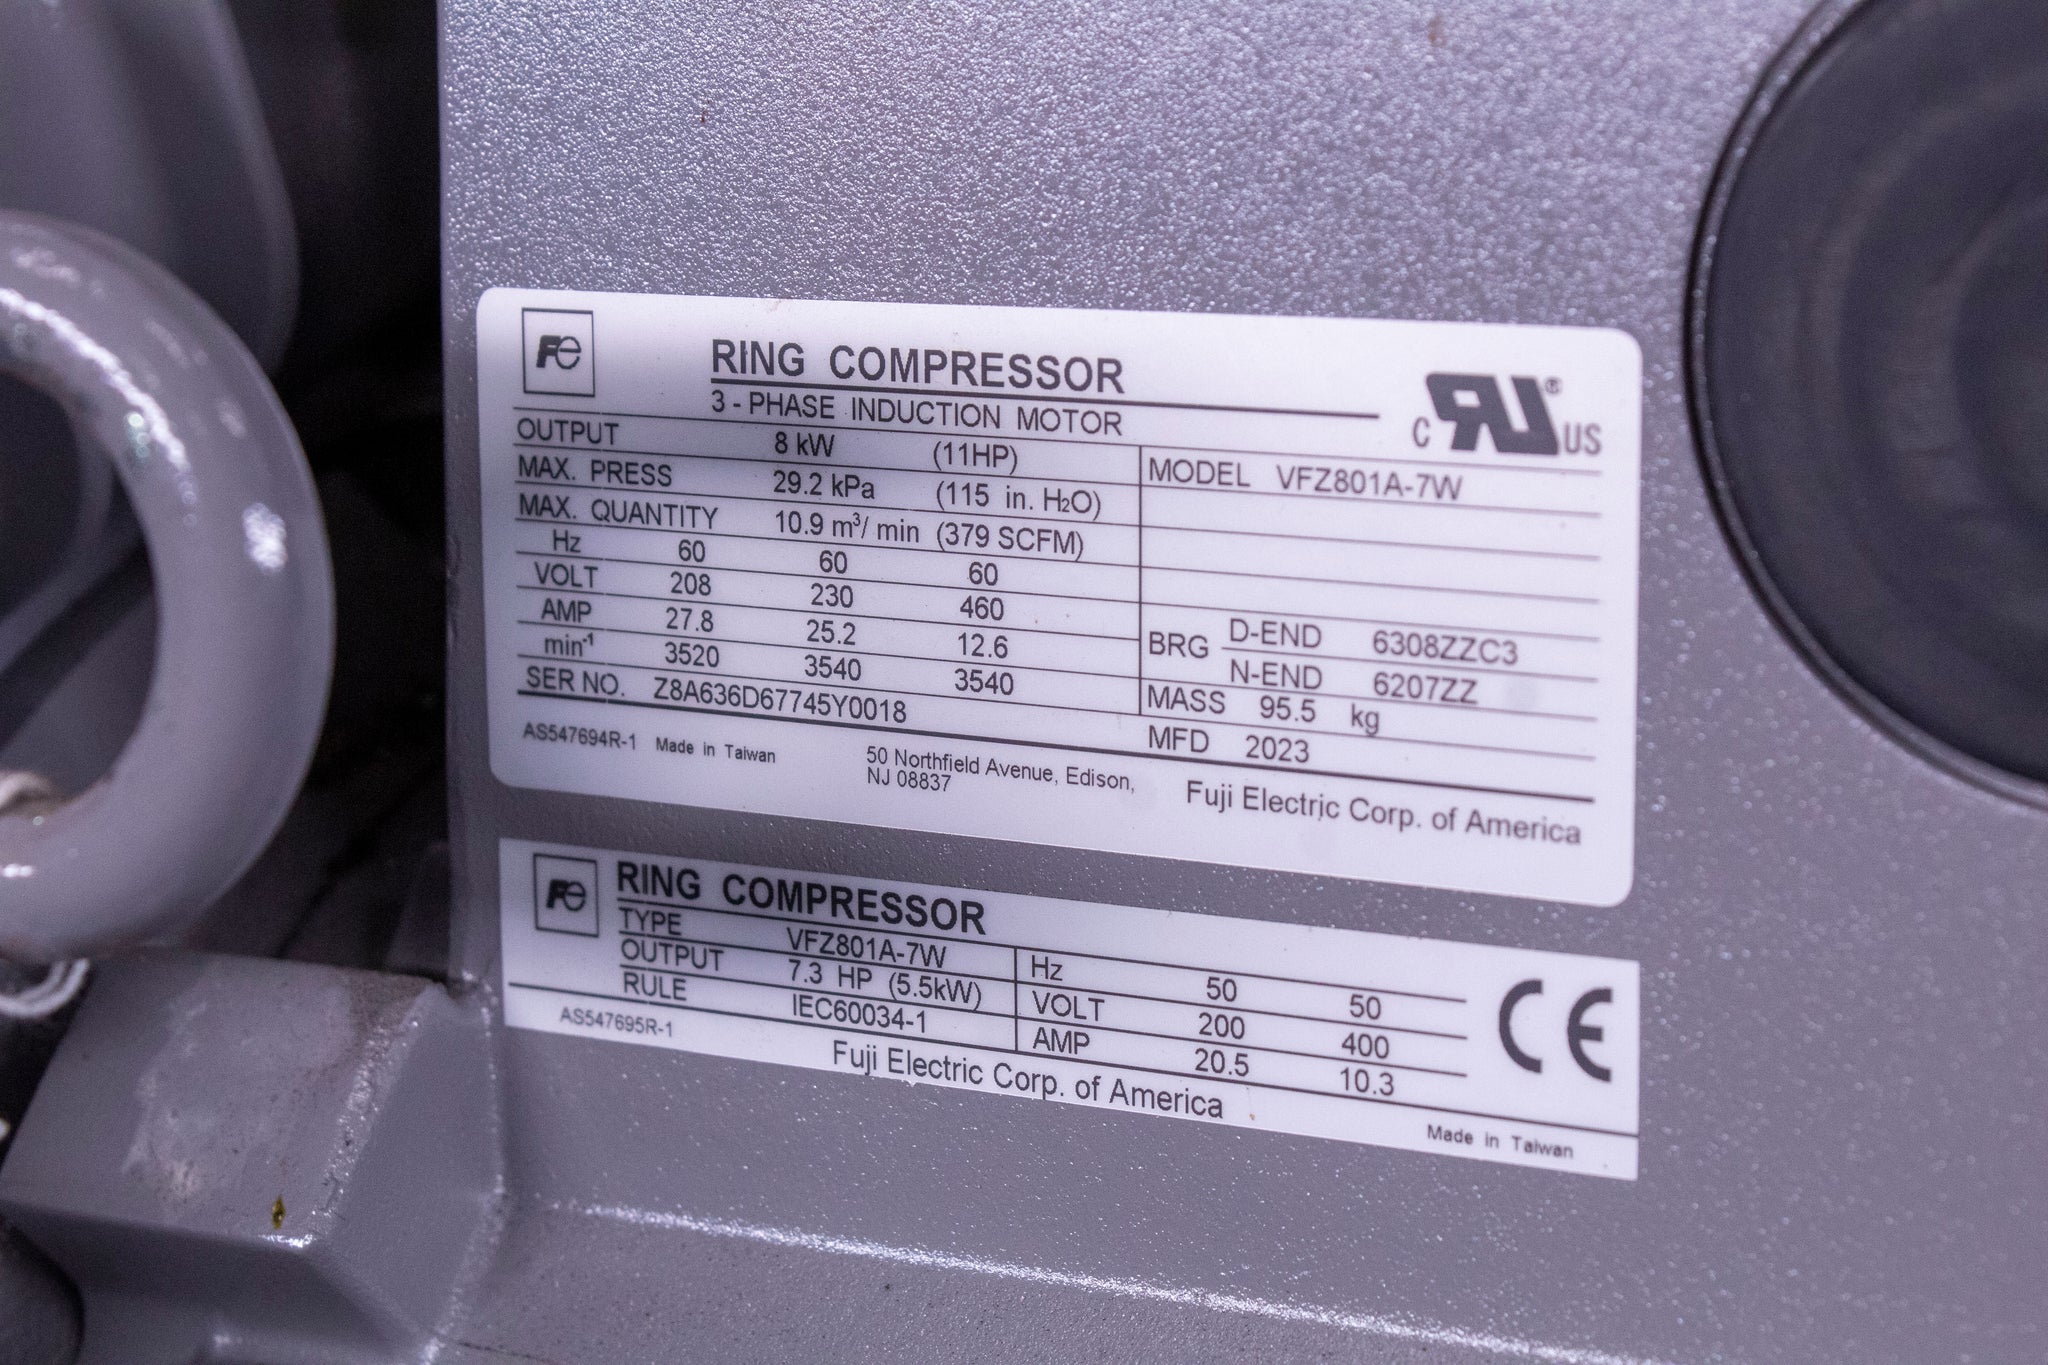 Fe
RING COMPRESSOR
3 - PHASE INDUCTION MOTOR
c RU® US
OUTPUT 8 kW (11HP)
MAX. PRESS 29.2 kPa (115 in. H₂O)
MAX. QUANTITY 10.9 m³/ min (379 SCFM)
Hz 60 60 60
VOLT 208 230 460
AMP 27.8 25.2 12.6
min⁻¹ 3520 3540 3540
SER NO. Z8A636D67745Y0018
MODEL VFZ801A-7W
BRG D-END 6308ZZC3
N-END 6207ZZ
MASS 95.5 kg
MFD 2023
AS547694R-1 Made in Taiwan
50 Northfield Avenue, Edison,
NJ 08837
Fuji Electric Corp. of America
Fe
RING COMPRESSOR
TYPE VFZ801A-7W
OUTPUT 7.3 HP (5.5kW)
RULE IEC60034-1
Hz 50 50
VOLT 200 400
AMP 20.5 10.3
CE
AS547695R-1
Fuji Electric Corp. of America
Made in Taiwan